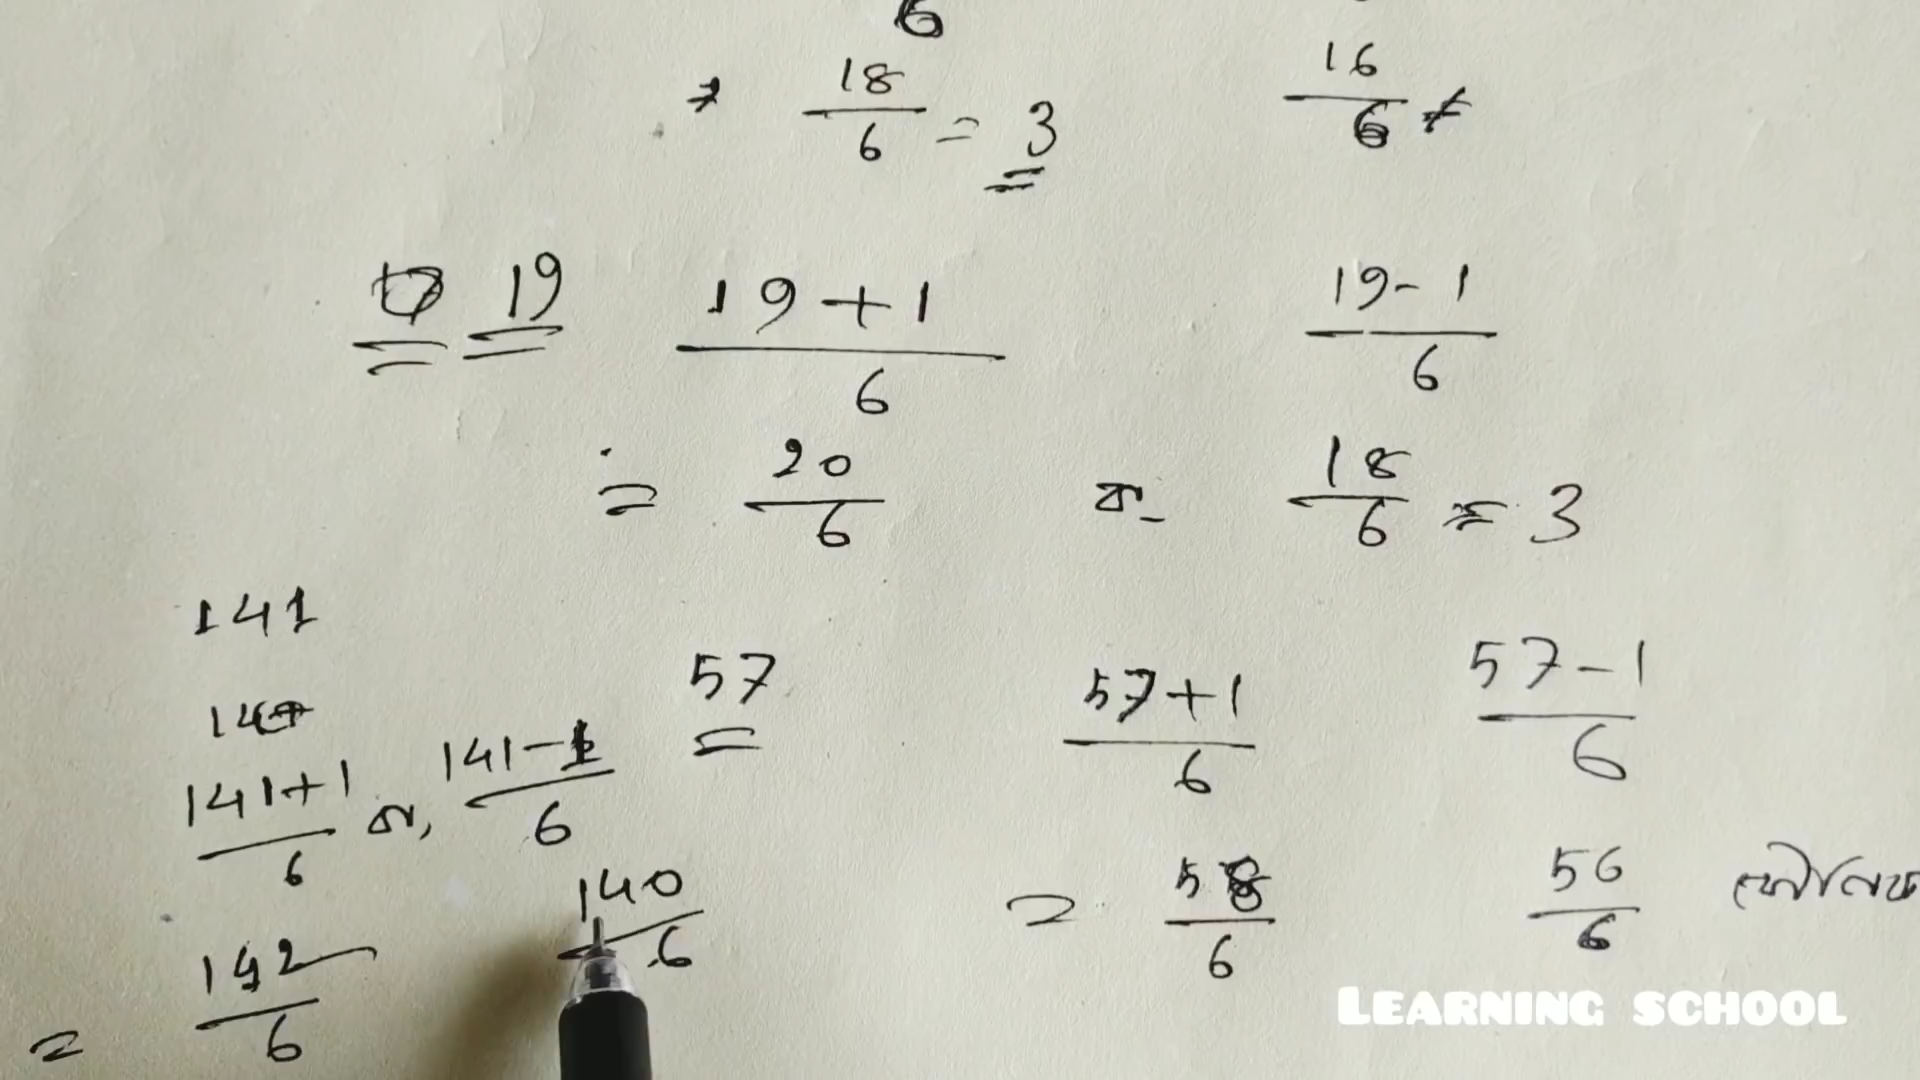 6
18/6 = 3
16/6
19
19 + 1 / 6
19 - 1 / 6
= 20/6 বা 18/6 = 3
141
57
57 + 1 / 6
57 - 1 / 6
141 + 1 / 6 বা, 141 - 1 / 6
= 58/6
56/6 মৌলিক
= 142/6
140/6
LEARNING SCHOOL